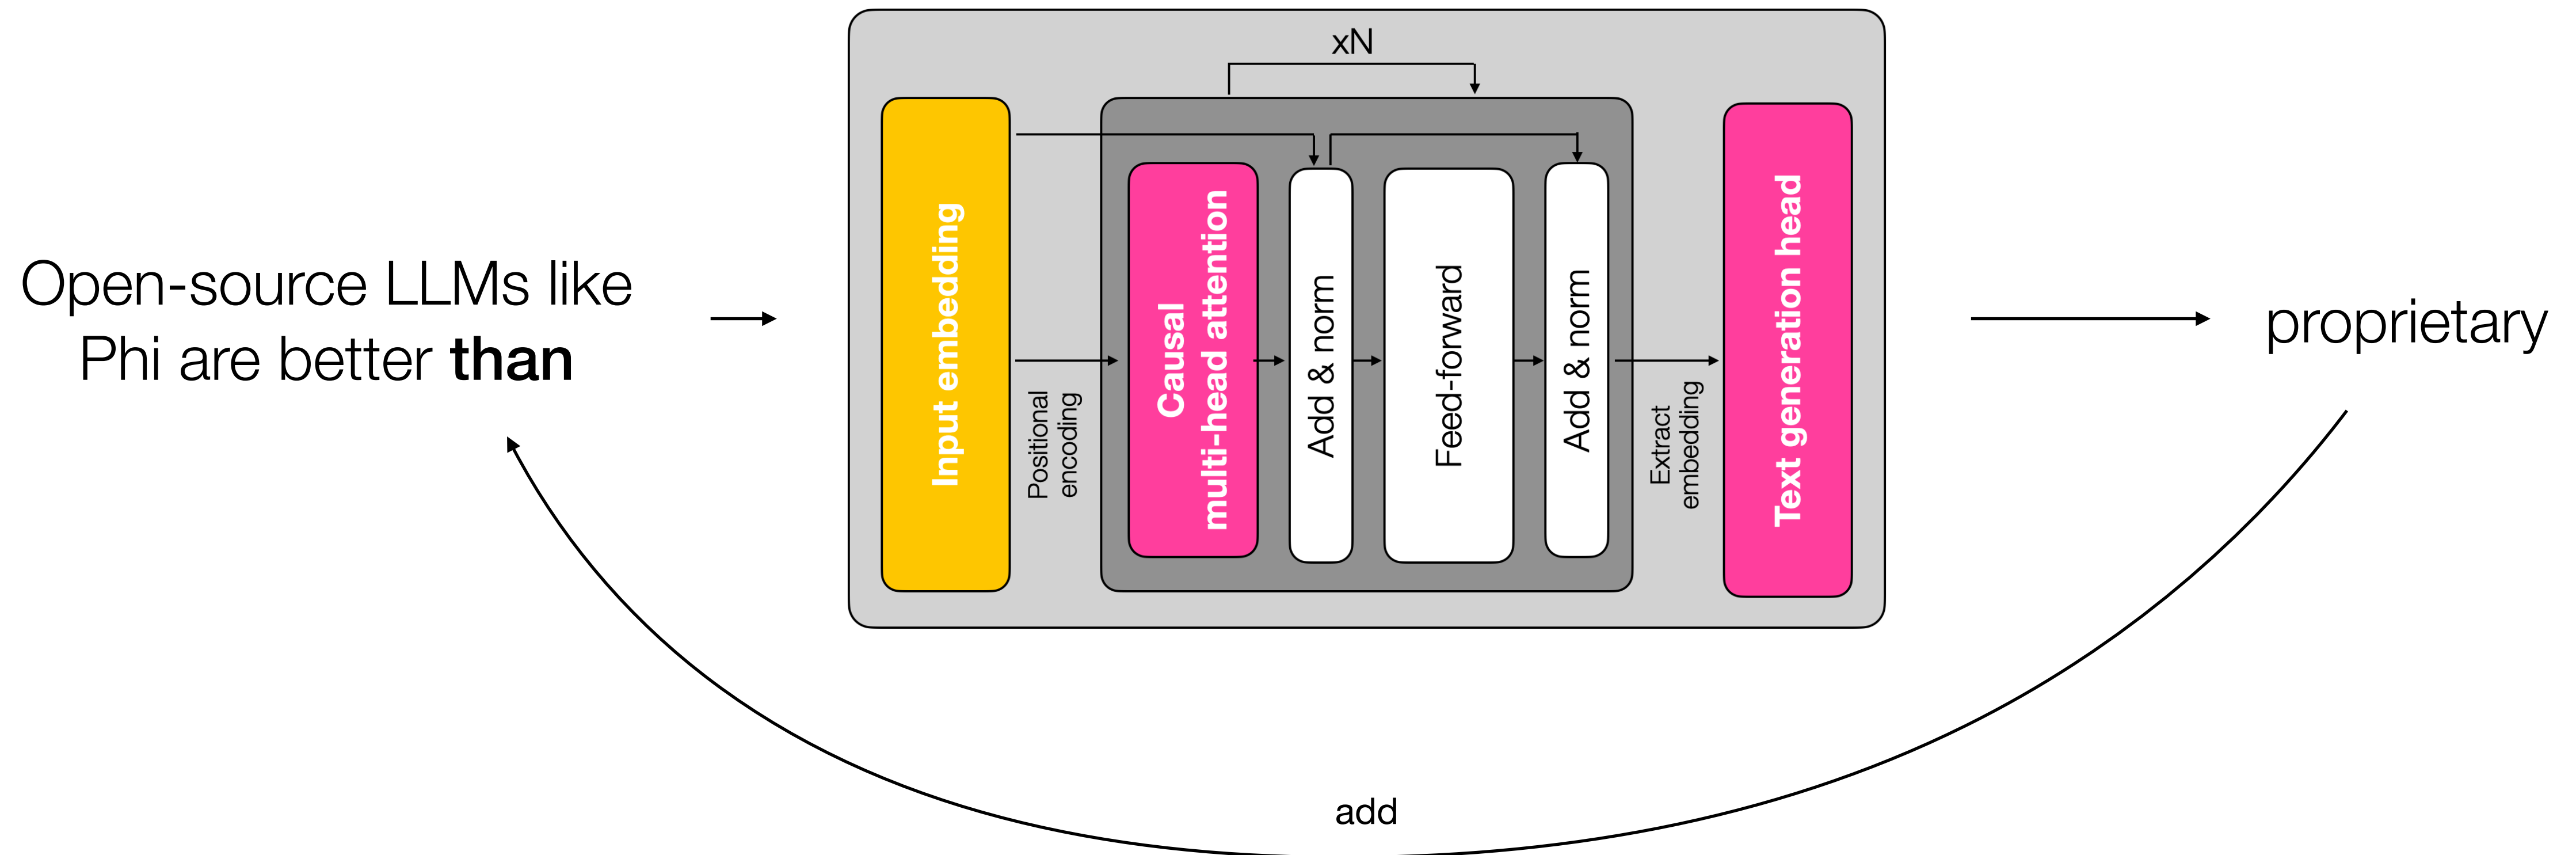 Open-source LLMs like
Phi are better than
xN
Input embedding
Positional
encoding
Causal
multi-head attention
Add & norm
Feed-forward
Add & norm
Extract
embedding
Text generation head
proprietary
add